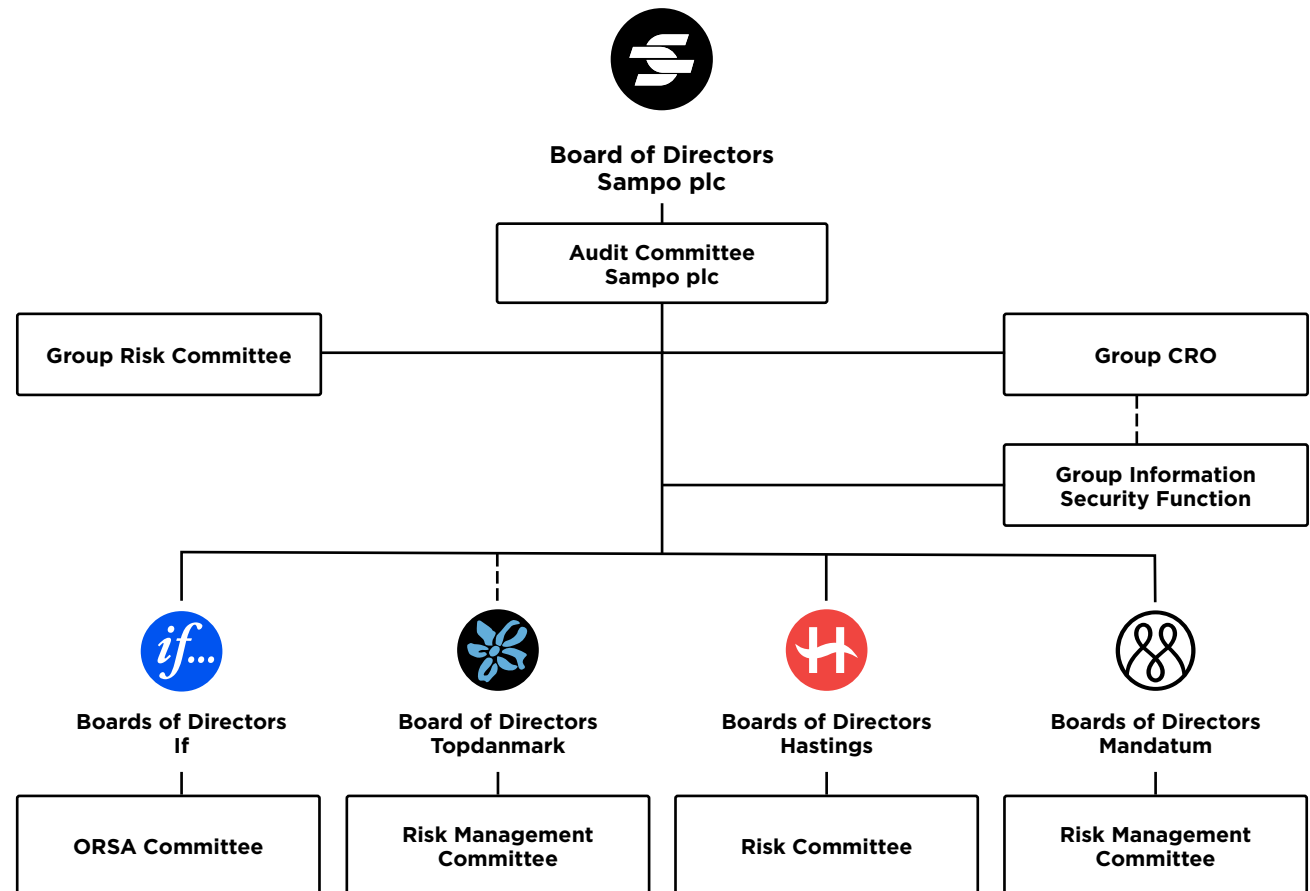 Board of Directors
Sampo plc
Audit Committee
Sampo plc
Group Risk Committee
Group CRO
Group Information
Security Function
if...
H
Boards of Directors
If
Board of Directors
Topdanmark
Boards of Directors
Hastings
Boards of Directors
Mandatum
ORSA Committee
Risk Management
Committee
Risk Committee
Risk Management
Committee